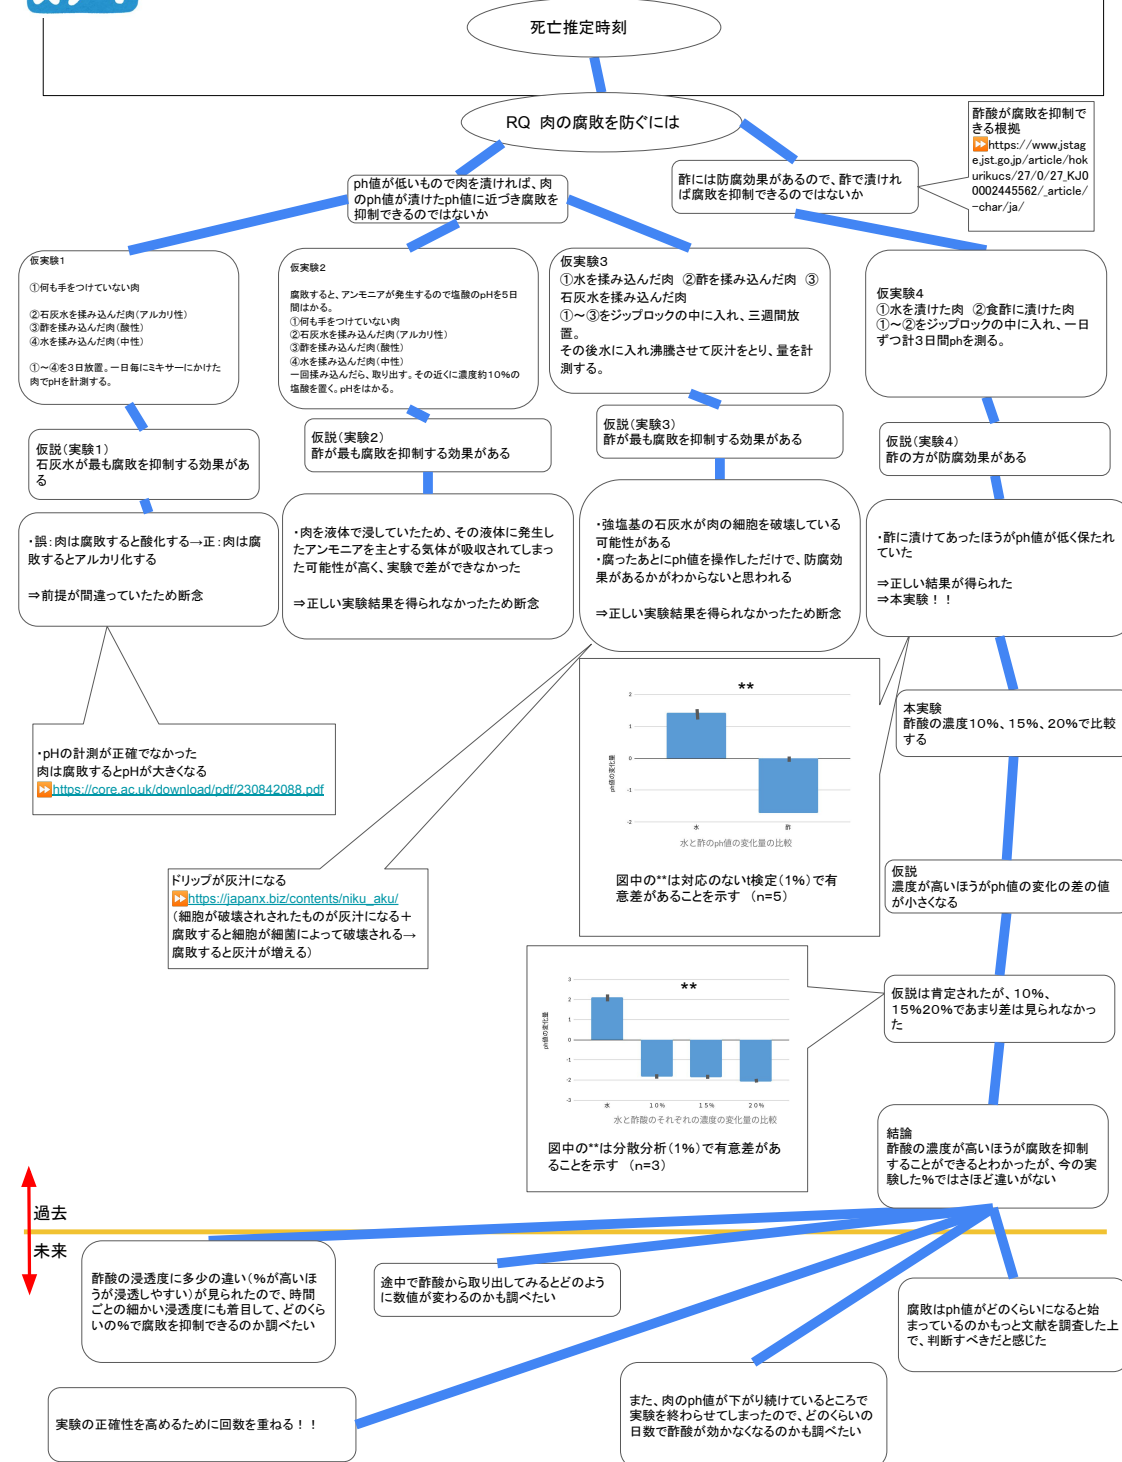 死亡推定時刻
RQ 肉の腐敗を防ぐには
酢酸が腐敗を抑制で
きる根拠
⏩https://www.jstag
e.jst.go.jp/article/hok
urikucs/27/0/27_KJ0
0002445562/_article/
-char/ja/
ph値が低いもので肉を漬ければ、肉
のph値が漬けたph値に近づき腐敗を
抑制できるのではないか
酢には防腐効果があるので、酢で漬けれ
ば腐敗を抑制できるのではないか
仮実験1
①何も手をつけていない肉
②石灰水を揉み込んだ肉(アルカリ性)
③酢を揉み込んだ肉(酸性)
④水を揉み込んだ肉(中性)
①~④を3日放置。一日毎にミキサーにかけた
肉でpHを計測する。
仮実験2
腐敗すると、アンモニアが発生するので塩酸のpHを5日
間はかる。
①何も手をつけていない肉
②石灰水を揉み込んだ肉(アルカリ性)
③酢を揉み込んだ肉(酸性)
④水を揉み込んだ肉(中性)
一回揉み込んだら、取り出す。その近くに濃度約10%の
塩酸を置く。pHをはかる。
仮実験3
①水を揉み込んだ肉 ②酢を揉み込んだ肉 ③
石灰水を揉み込んだ肉
①~③をジップロックの中に入れ、三週間放
置。
その後水に入れ沸騰させて灰汁をとり、量を計
測する。
仮実験4
①水を漬けた肉 ②食酢に漬けた肉
①~②をジップロックの中に入れ、一日
ずつ計3日間phを測る。
仮説(実験1)
石灰水が最も腐敗を抑制する効果があ
る
仮説(実験2)
酢が最も腐敗を抑制する効果がある
仮説(実験3)
酢が最も腐敗を抑制する効果がある
仮説(実験4)
酢の方が防腐効果がある
・誤:肉は腐敗すると酸化する→正:肉は腐
敗するとアルカリ化する
⇒前提が間違っていたため断念
・肉を液体で浸していたため、その液体に発生し
たアンモニアを主とする気体が吸収されてしまっ
た可能性が高く、実験で差ができなかった
⇒正しい実験結果を得られなかったため断念
・強塩基の石灰水が肉の細胞を破壊している
可能性がある
・腐ったあとにph値を操作しただけで、防腐効
果があるかがわからないと思われる
⇒正しい実験結果を得られなかったため断念
・酢に漬けてあったほうがph値が低く保たれ
ていた
⇒正しい結果が得られた
⇒本実験!!
・pHの計測が正確でなかった
肉は腐敗するとpHが大きくなる
⏩https://core.ac.uk/download/pdf/230842088.pdf
ドリップが灰汁になる
⏩https://japanx.biz/contents/niku_aku/
(細胞が破壊されされたものが灰汁になる+
腐敗すると細胞が細菌によって破壊される→
腐敗すると灰汁が増える)
**
2
1
0
-1
-2
ph値の変化量
水
酢
水と酢のph値の変化量の比較
図中の**は対応のないt検定(1%)で有
意差があることを示す (n=5)
本実験
酢酸の濃度10%、15%、20%で比較
する
仮説
濃度が高いほうがph値の変化の差の値
が小さくなる
仮説は肯定されたが、10%、
15%20%であまり差は見られなかっ
た
**
3
2
1
0
-1
-2
-3
ph値の変化量
水
10%
15%
20%
水と酢酸のそれぞれの濃度の変化量の比較
図中の**は分散分析(1%)で有意差があ
ることを示す (n=3)
結論
酢酸の濃度が高いほうが腐敗を抑制
することができるとわかったが、今の実
験した%ではさほど違いがない
過去
未来
酢酸の浸透度に多少の違い(%が高いほ
うが浸透しやすい)が見られたので、時間
ごとの細かい浸透度にも着目して、どのくら
いの%で腐敗を抑制できるのか調べたい
途中で酢酸から取り出してみるとどのよう
に数値が変わるのかも調べたい
腐敗はph値がどのくらいになると始
まっているのかもっと文献を調査した上
で、判断すべきだと感じた
実験の正確性を高めるために回数を重ねる!!
また、肉のph値が下がり続けているところで
実験を終わらせてしまったので、どのくらいの
日数で酢酸が効かなくなるのかも調べたい